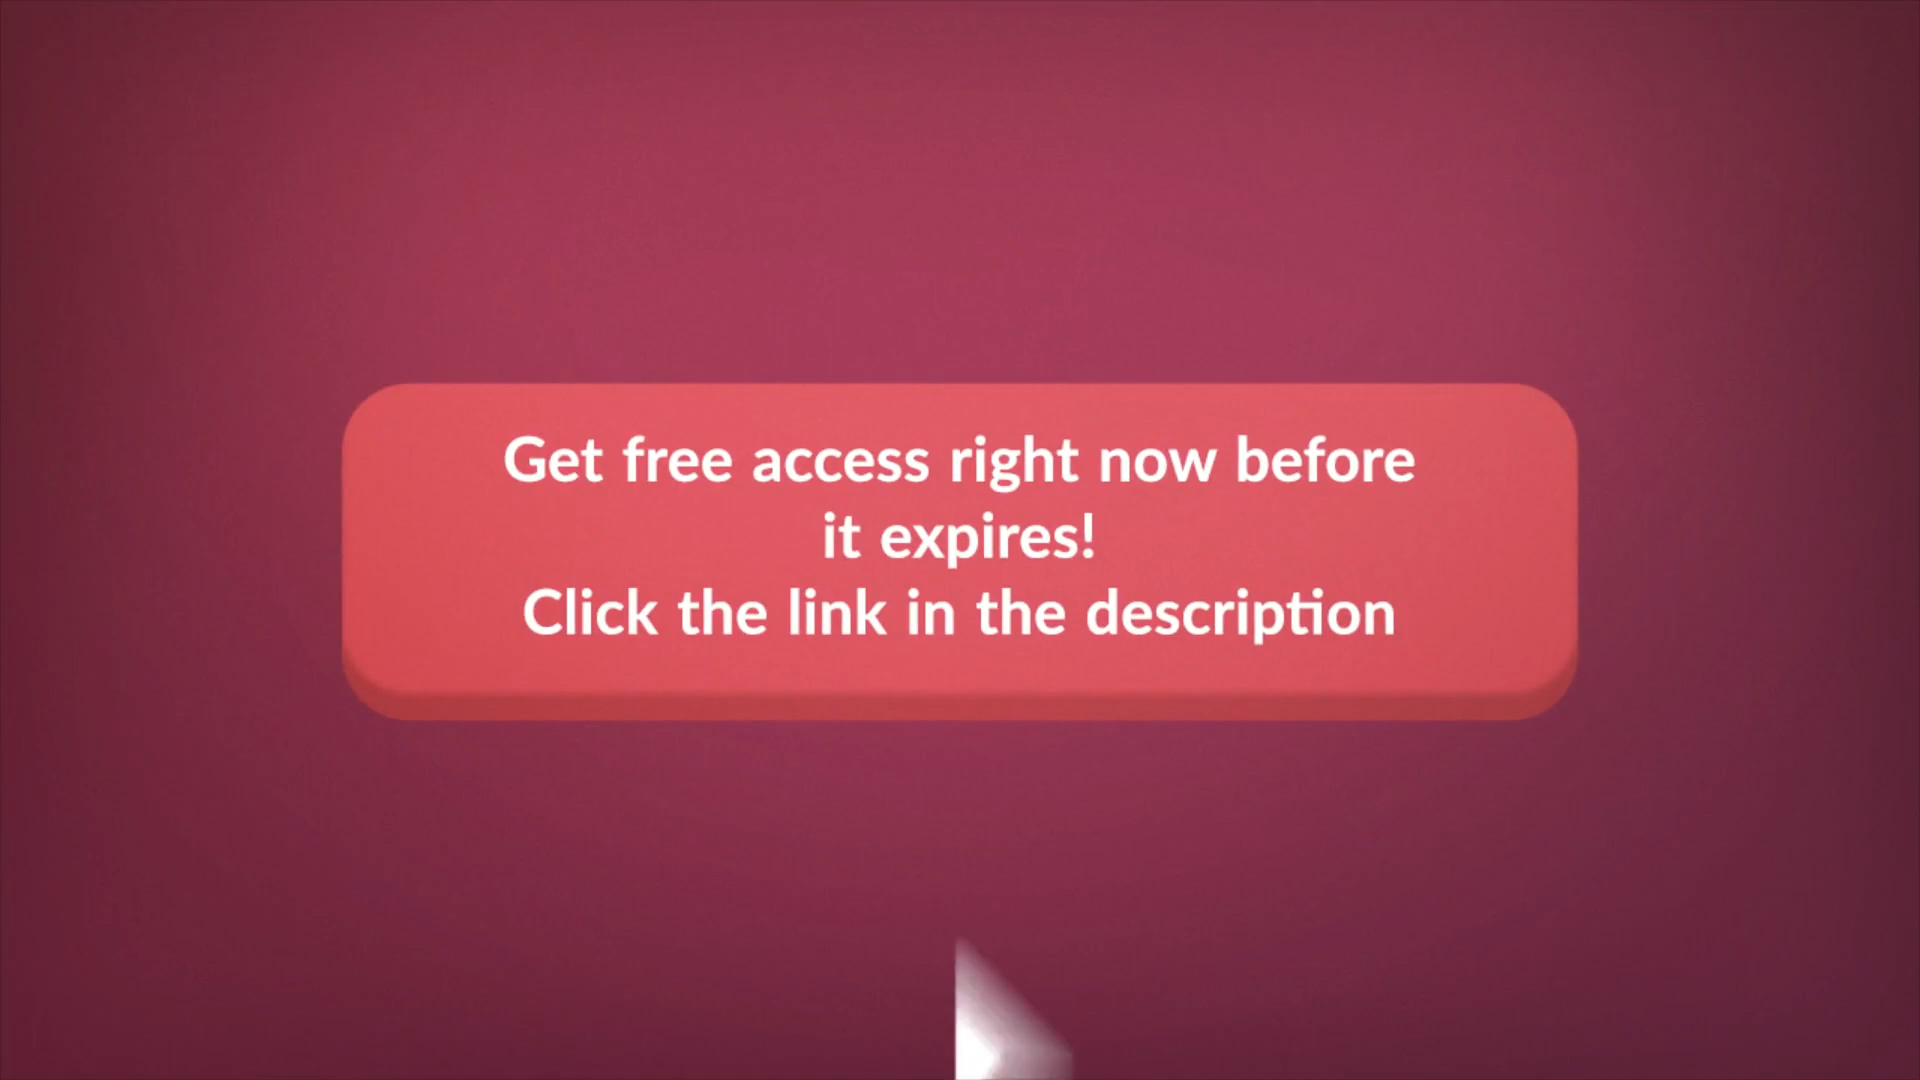 Get free access right now before
it expires!
Click the link in the description